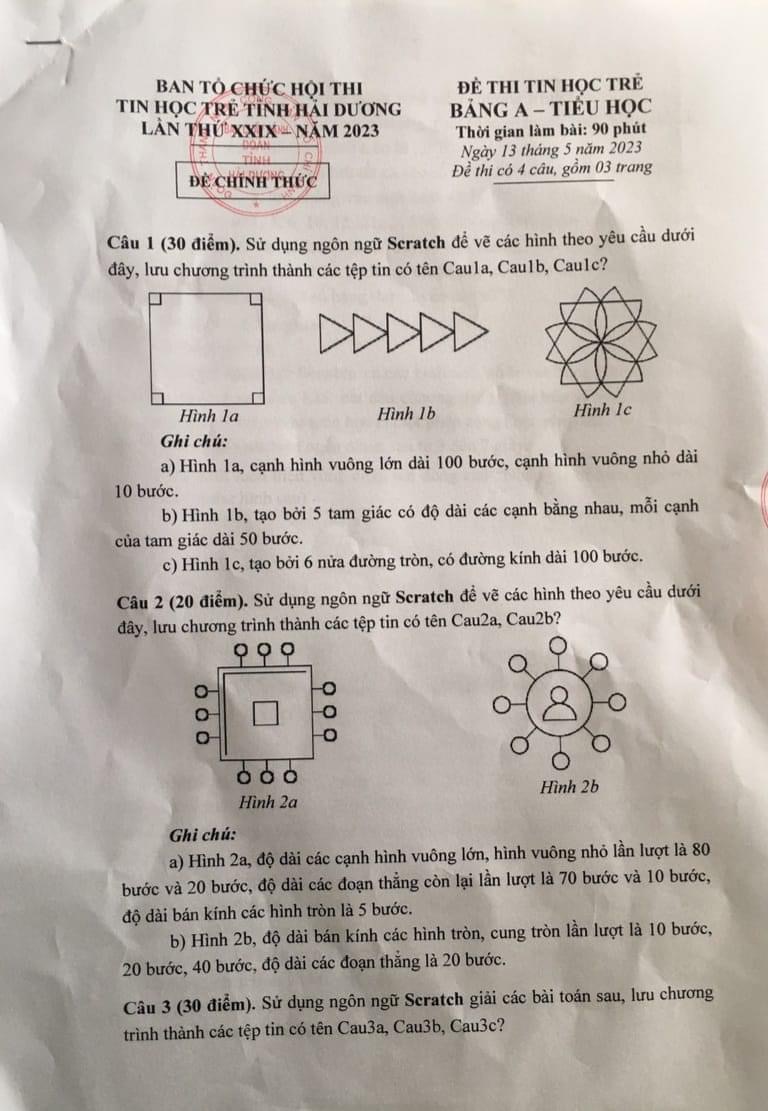 BAN TỔ CHỨC HỘI THI
TIN HỌC TRẺ TỈNH HẢI DƯƠNG
LẦN THỨ XXIX – NĂM 2023
ĐỀ CHÍNH THỨC
ĐỀ THI TIN HỌC TRẺ
BẢNG A – TIỂU HỌC
Thời gian làm bài: 90 phút
Ngày 13 tháng 5 năm 2023
Đề thi có 4 câu, gồm 03 trang
Câu 1 (30 điểm). Sử dụng ngôn ngữ Scratch để vẽ các hình theo yêu cầu dưới
đây, lưu chương trình thành các tệp tin có tên Cau1a, Cau1b, Cau1c?
Hình 1a
Hình 1b
Hình 1c
Ghi chú:
a) Hình 1a, cạnh hình vuông lớn dài 100 bước, cạnh hình vuông nhỏ dài
10 bước.
b) Hình 1b, tạo bởi 5 tam giác có độ dài các cạnh bằng nhau, mỗi cạnh
của tam giác dài 50 bước.
c) Hình 1c, tạo bởi 6 nửa đường tròn, có đường kính dài 100 bước.
Câu 2 (20 điểm). Sử dụng ngôn ngữ Scratch để vẽ các hình theo yêu cầu dưới
đây, lưu chương trình thành các tệp tin có tên Cau2a, Cau2b?
Hình 2a
Hình 2b
Ghi chú:
a) Hình 2a, độ dài các cạnh hình vuông lớn, hình vuông nhỏ lần lượt là 80
bước và 20 bước, độ dài các đoạn thẳng còn lại lần lượt là 70 bước và 10 bước,
độ dài bán kính các hình tròn là 5 bước.
b) Hình 2b, độ dài bán kính các hình tròn, cung tròn lần lượt là 10 bước,
20 bước, 40 bước, độ dài các đoạn thẳng là 20 bước.
Câu 3 (30 điểm). Sử dụng ngôn ngữ Scratch giải các bài toán sau, lưu chương
trình thành các tệp tin có tên Cau3a, Cau3b, Cau3c?